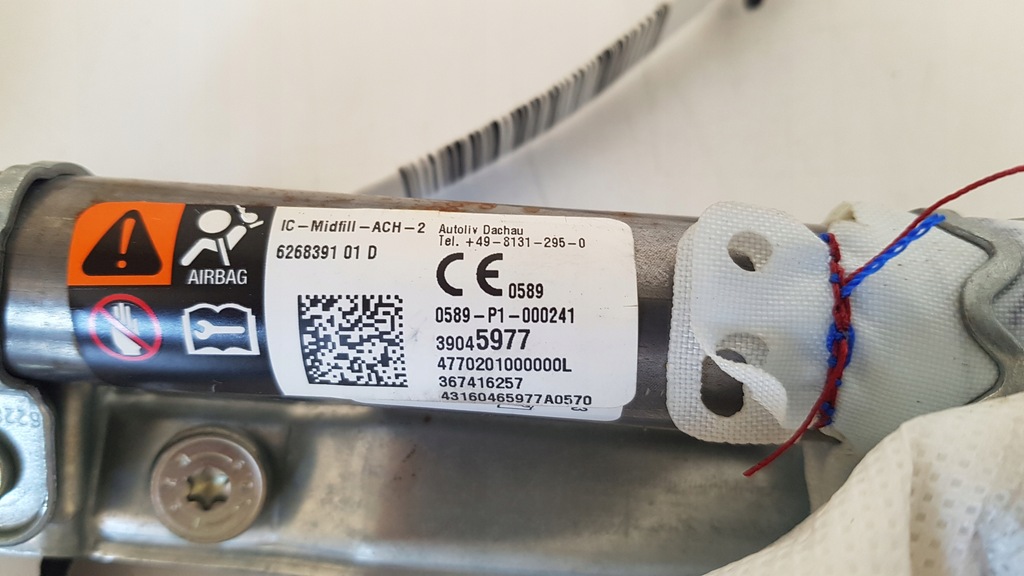 AIRBAG
IC-Midfill-ACH-2
6268391 01 D
Autoliv Dachau
Tel. +49-8131-295-0
CE 0589
0589-P1-000241
39045977
4770201000000L
367416257
43160465977A0570